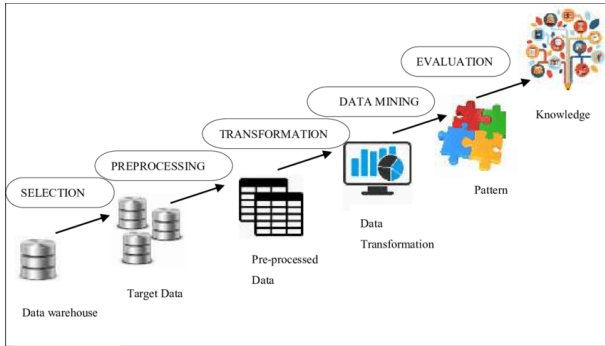 EVALUATION
Knowledge
DATA MINING
TRANSFORMATION
Pattern
PREPROCESSING
Data
Transformation
SELECTION
Pre-processed
Data
Target Data
Data warehouse